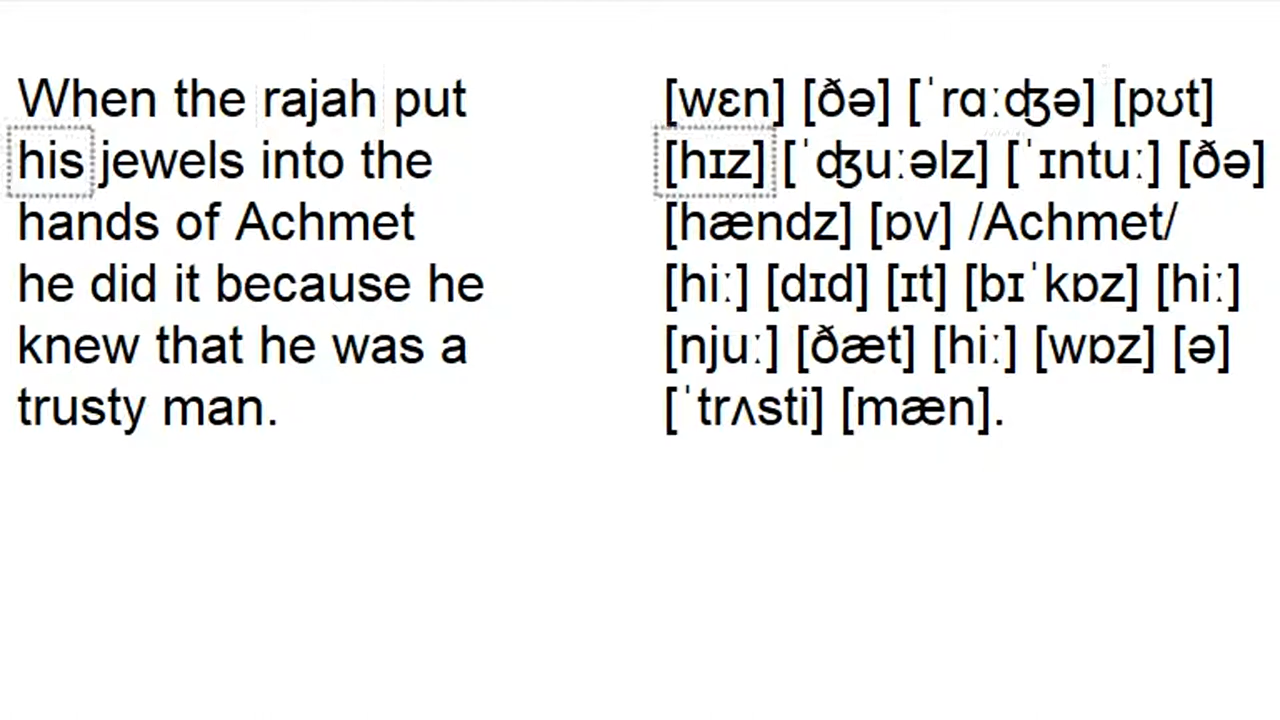 When the rajah put
his jewels into the
hands of Achmet
he did it because he
knew that he was a
trusty man.
[wɛn] [ðə] [ˈrɑːʤə] [pʊt]
[hɪz] [ˈʤuːəlz] [ˈɪntuː] [ðə]
[hændz] [ɒv] /Achmet/
[hiː] [dɪd] [ɪt] [bɪˈkɒz] [hiː]
[njuː] [ðæt] [hiː] [wɒz] [ə]
[ˈtrʌsti] [mæn].